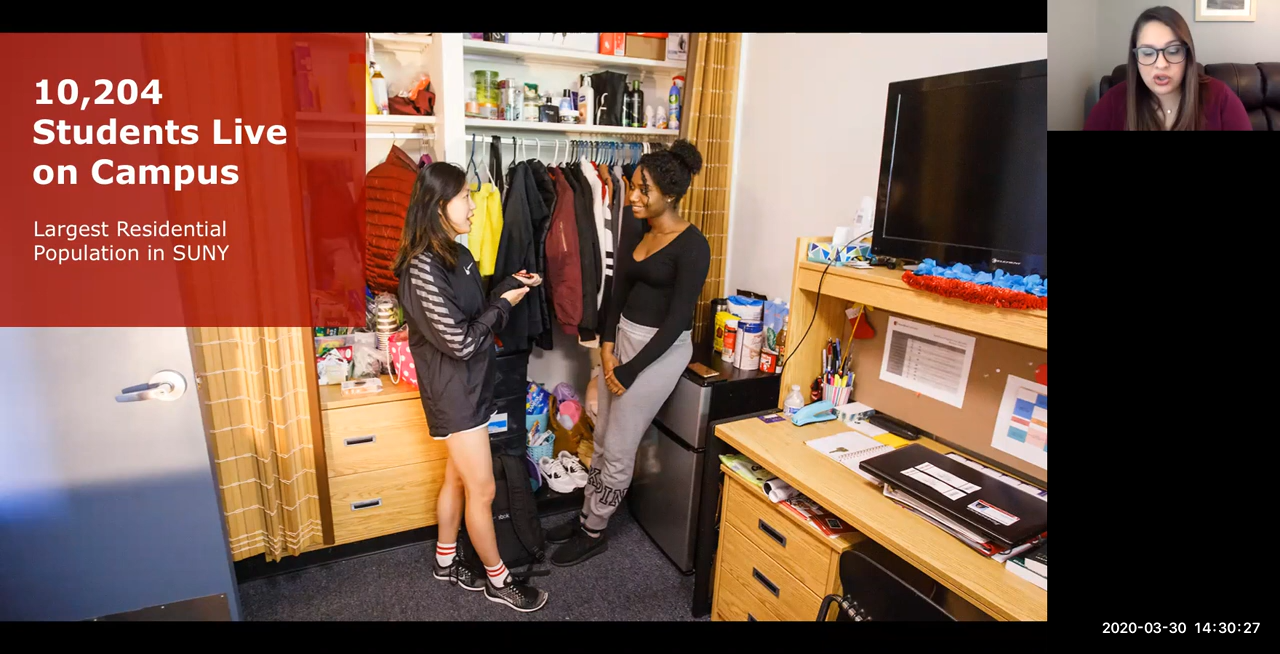 10,204
Students Live
on Campus
Largest Residential
Population in SUNY
2020-03-30 14:30:27